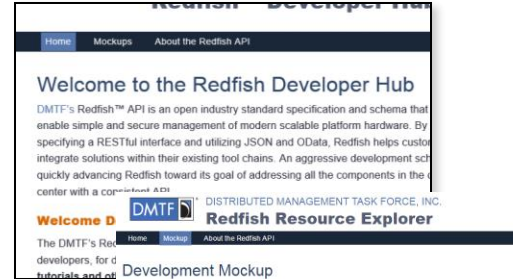 Redfish Developer Hub
Home Mockups About the Redfish API
Welcome to the Redfish Developer Hub
DMTF's Redfish™ API is an open industry standard specification and schema that
enable simple and secure management of modern scalable platform hardware. By
specifying a RESTful interface and utilizing JSON and OData, Redfish helps custo
integrate solutions within their existing tool chains. An aggressive development sch
quickly advancing Redfish toward its goal of addressing all the components in the
center with a consistent API
Welcome D
The DMTF's Red
developers, for d
tutorials and ot
DMTF DISTRIBUTED MANAGEMENT TASK FORCE, INC.
Redfish Resource Explorer
Home Mockup About the Redfish API
Development Mockup